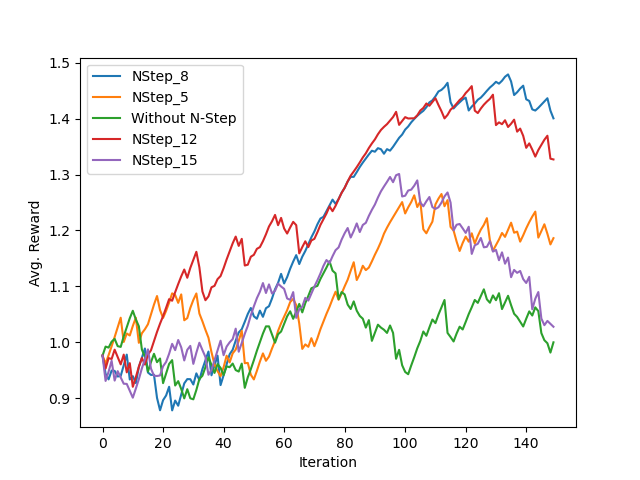 1.5
1.4
1.3
1.2
1.1
1.0
0.9
Avg. Reward
NStep_8
NStep_5
Without N-Step
NStep_12
NStep_15
0 20 40 60 80 100 120 140
Iteration